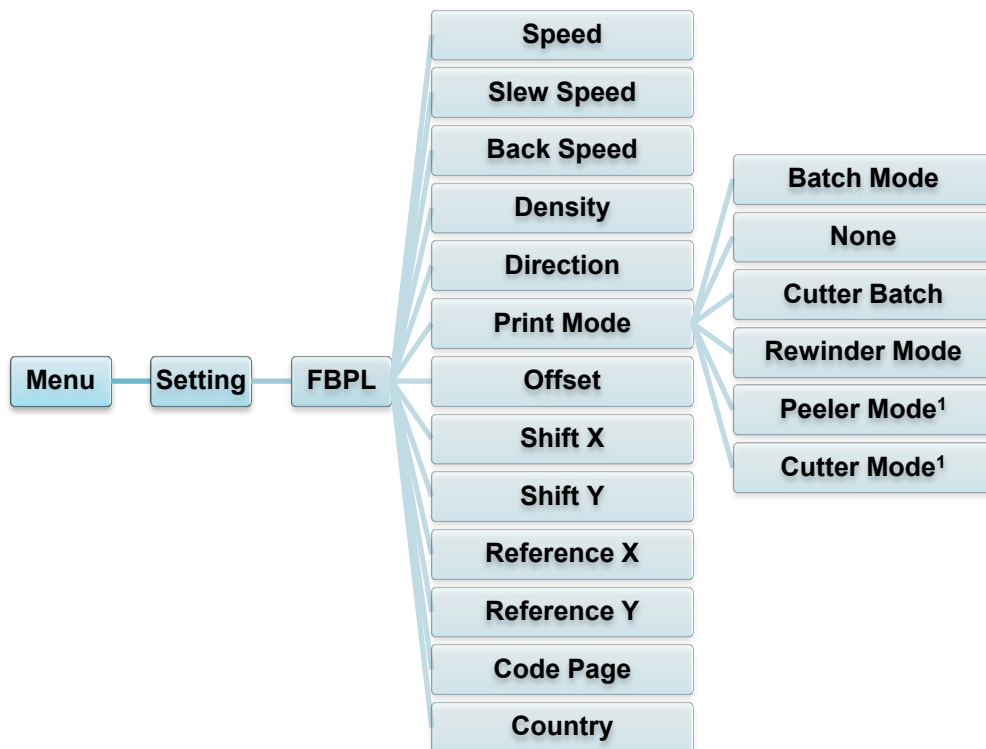 Menu
Setting
FBPL
Speed
Slew Speed
Back Speed
Density
Direction
Print Mode
Offset
Shift X
Shift Y
Reference X
Reference Y
Code Page
Country
Batch Mode
None
Cutter Batch
Rewinder Mode
Peeler Mode¹
Cutter Mode¹